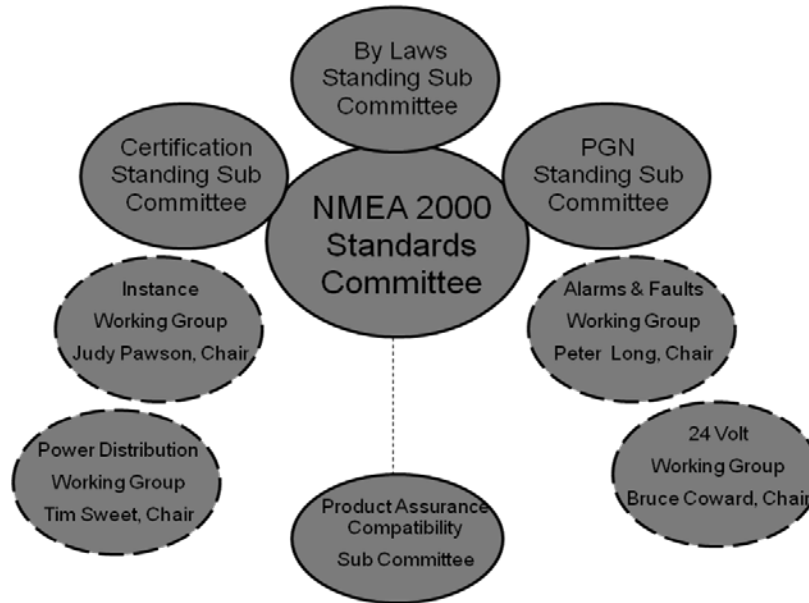 By Laws
Standing Sub
Committee
Certification
Standing Sub
Committee
PGN
Standing Sub
Committee
NMEA 2000
Standards
Committee
Instance
Working Group
Judy Pawson, Chair
Alarms & Faults
Working Group
Peter Long, Chair
Power Distribution
Working Group
Tim Sweet, Chair
24 Volt
Working Group
Bruce Coward, Chair
Product Assurance
Compatibility
Sub Committee